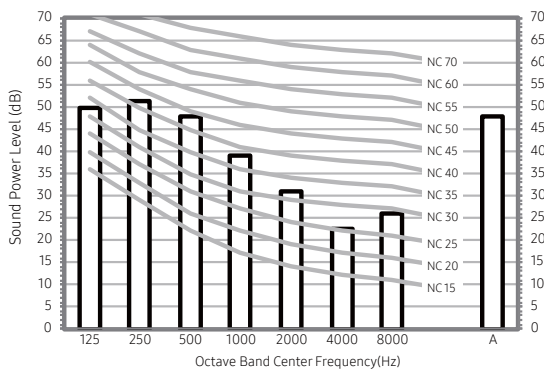 70 70
65 65
60 60
55 55
50 50
45 45
40 40
35 35
30 30
25 25
20 20
15 15
10 10
5 5
0 0
Sound Power Level (dB)
NC 70
NC 60
NC 55
NC 50
NC 45
NC 40
NC 35
NC 30
NC 25
NC 20
NC 15
125 250 500 1000 2000 4000 8000 A
Octave Band Center Frequency(Hz)